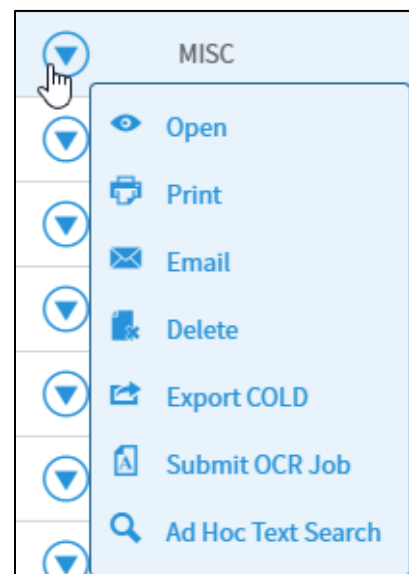 MISC
Open
Print
Email
Delete
Export COLD
Submit OCR Job
Ad Hoc Text Search